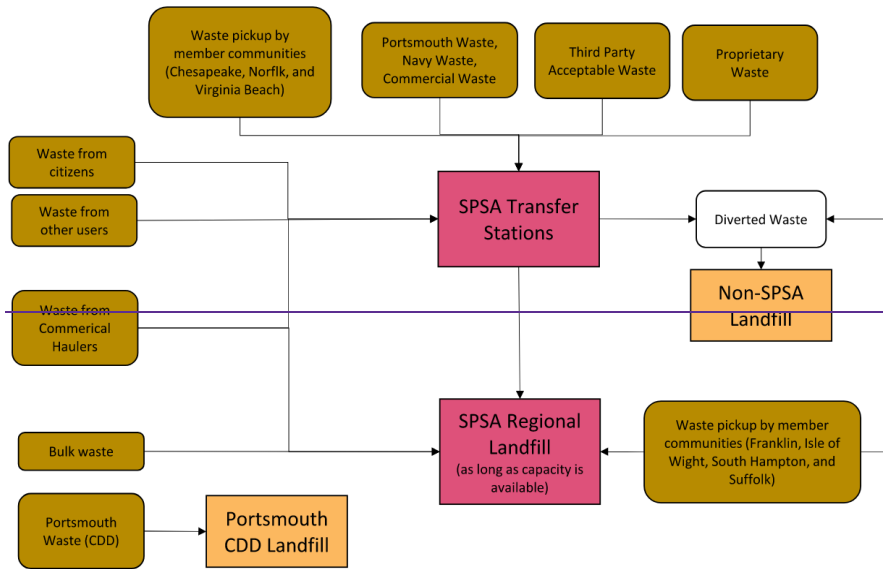 Waste pickup by
member communities
(Chesapeake, Norflk, and
Virginia Beach)
Portsmouth Waste,
Navy Waste,
Commercial Waste
Third Party
Acceptable Waste
Proprietary
Waste
Waste from
citizens
Waste from
other users
SPSA Transfer
Stations
Diverted Waste
Non-SPSA
Landfill
Waste from
Commerical
Haulers
Bulk waste
SPSA Regional
Landfill
(as long as capacity is
available)
Waste pickup by member
communities (Franklin, Isle of
Wight, South Hampton, and
Suffolk)
Portsmouth
Waste (CDD)
Portsmouth
CDD Landfill